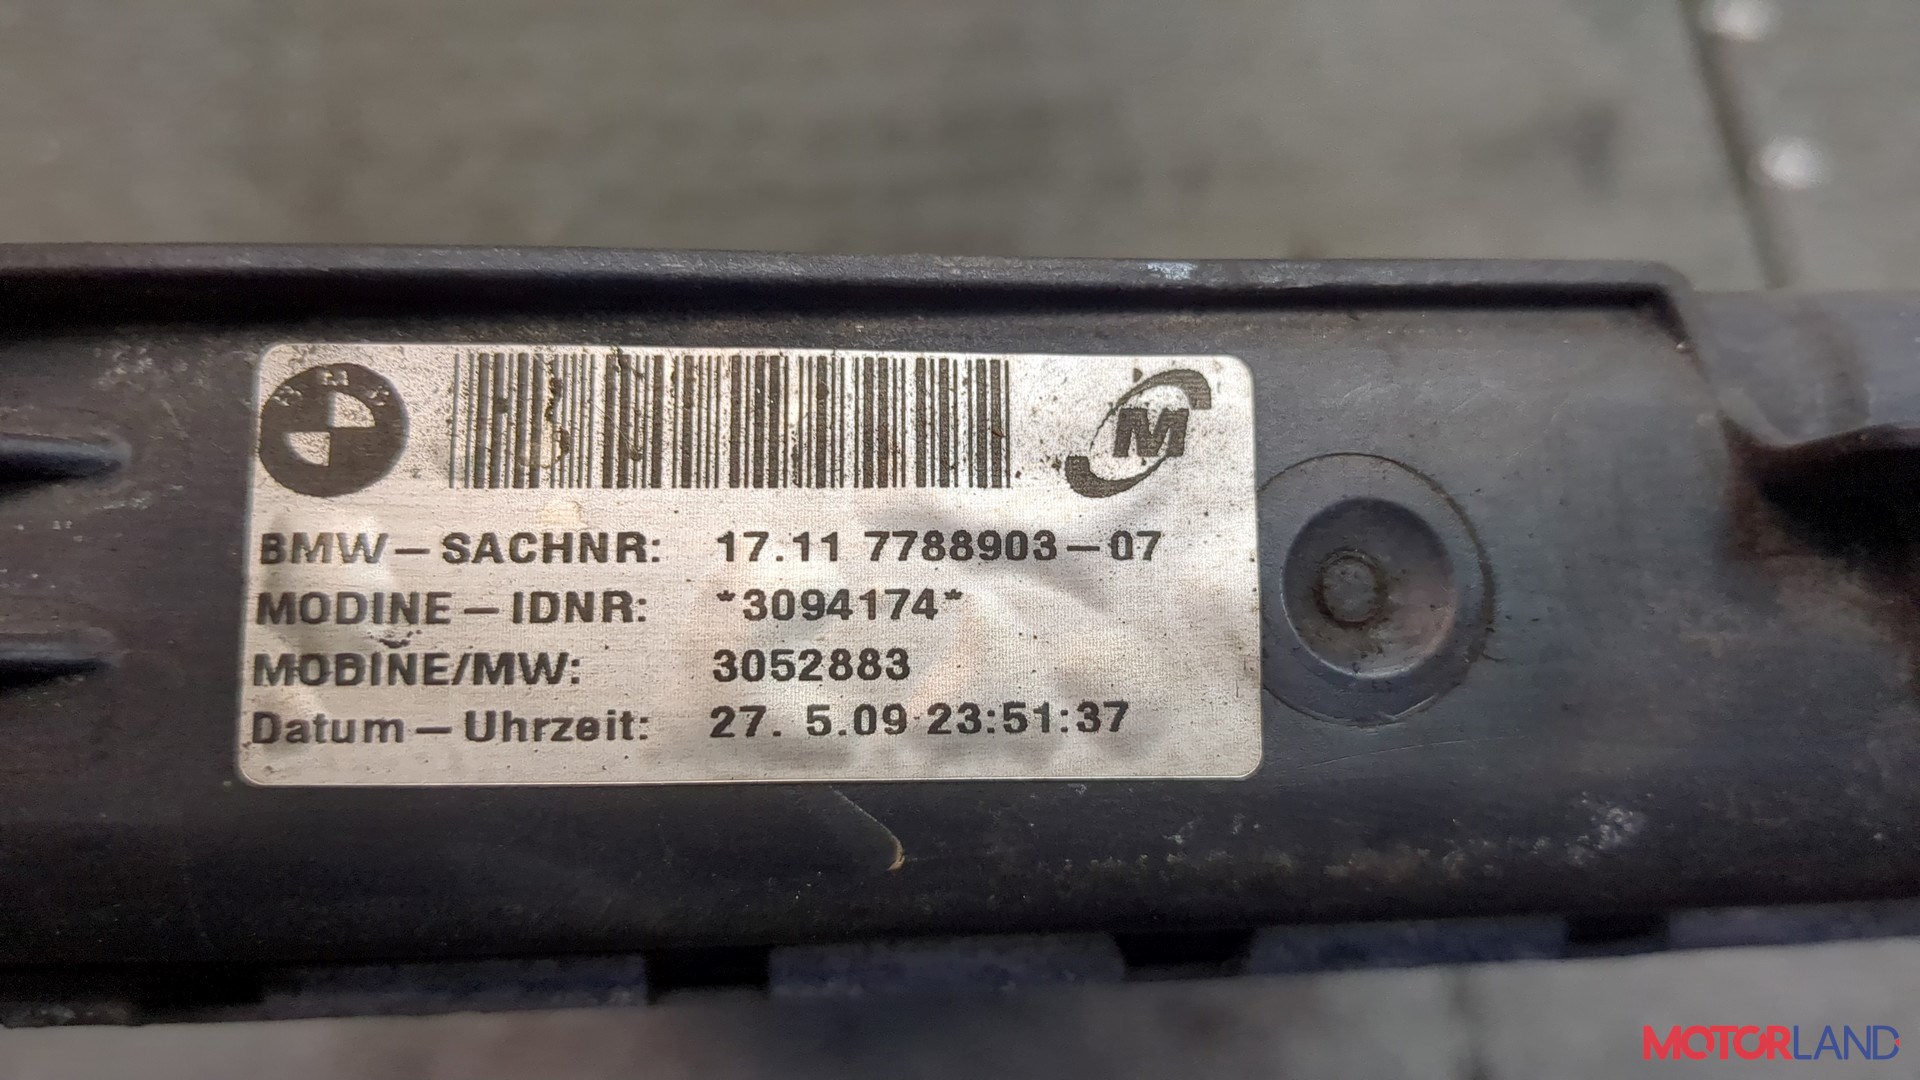 BMW
M
BMW-SACHNR: 17.11 7788903-07
MODINE-IDNR: *3094174*
MODINE/MW: 3052883
Datum-Uhrzeit: 27. 5.09 23:51:37
MOTORLAND